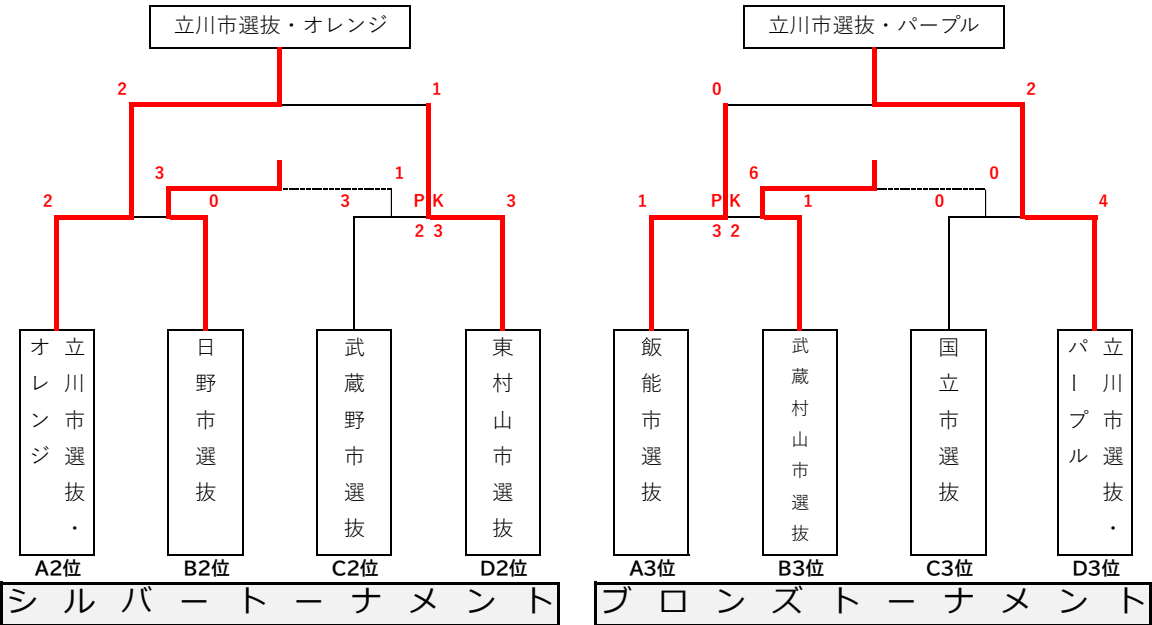 立川市選抜・オレンジ
立川市選抜・パープル
2
1
0
2
3
1
6
0
2
0
3
PK
3
1
PK
1
0
4
2 3
3 2
立川市選抜・
オレンジ
日野市選抜
武蔵野市選抜
東村山市選抜
飯能市選抜
武蔵村山市選抜
国立市選抜
立川市選抜・
パープル
A2位
B2位
C2位
D2位
A3位
B3位
C3位
D3位
シルバートーナメント
ブロンズトーナメント